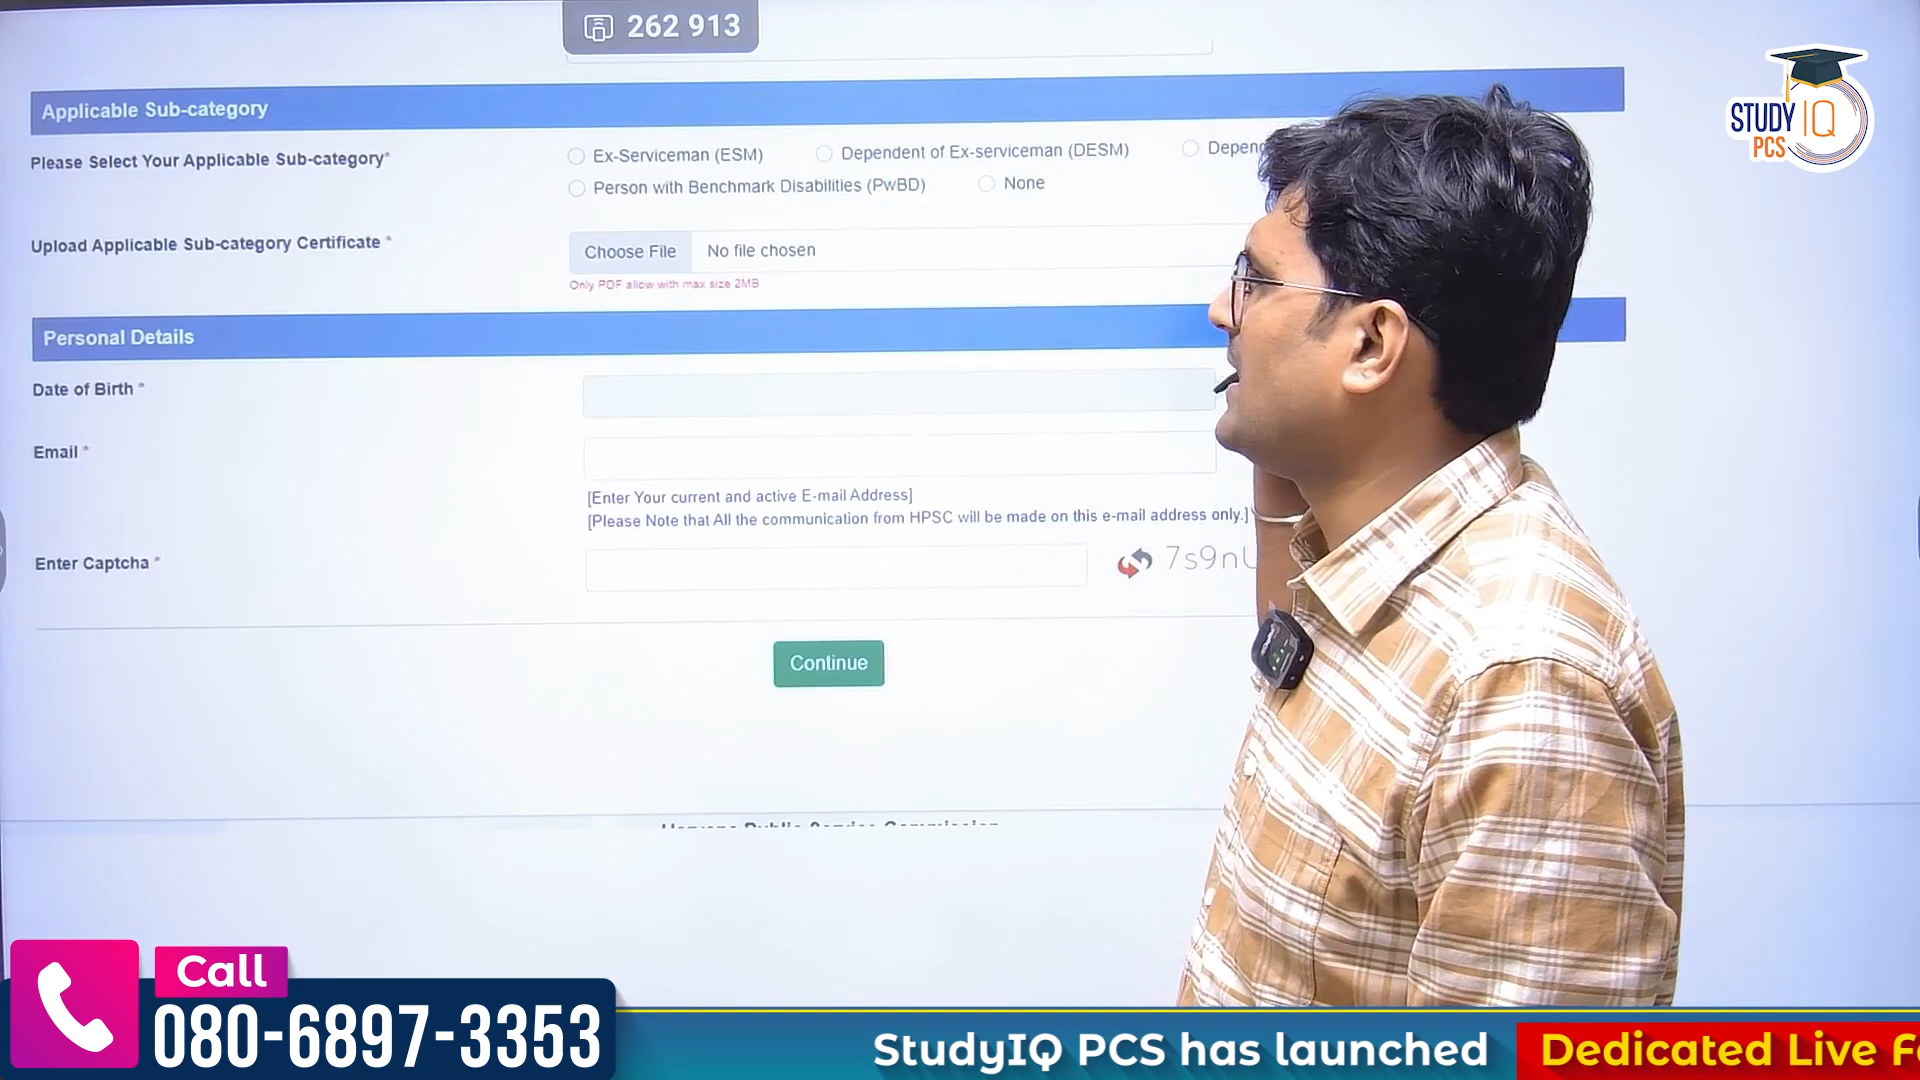 262 913
STUDY IQ
PCS
Applicable Sub-category
Please Select Your Applicable Sub-category*
Ex-Serviceman (ESM)
Dependent of Ex-serviceman (DESM)
Person with Benchmark Disabilities (PwBD)
None
Upload Applicable Sub-category Certificate *
Choose File
No file chosen
Only PDF allow with max size 2MB
Personal Details
Date of Birth *
Email *
[Enter Your current and active E-mail Address]
[Please Note that All the communication from HPSC will be made on this e-mail address only.]
Enter Captcha *
Continue
Call
080-6897-3353
StudyIQ PCS has launched
Dedicated Live